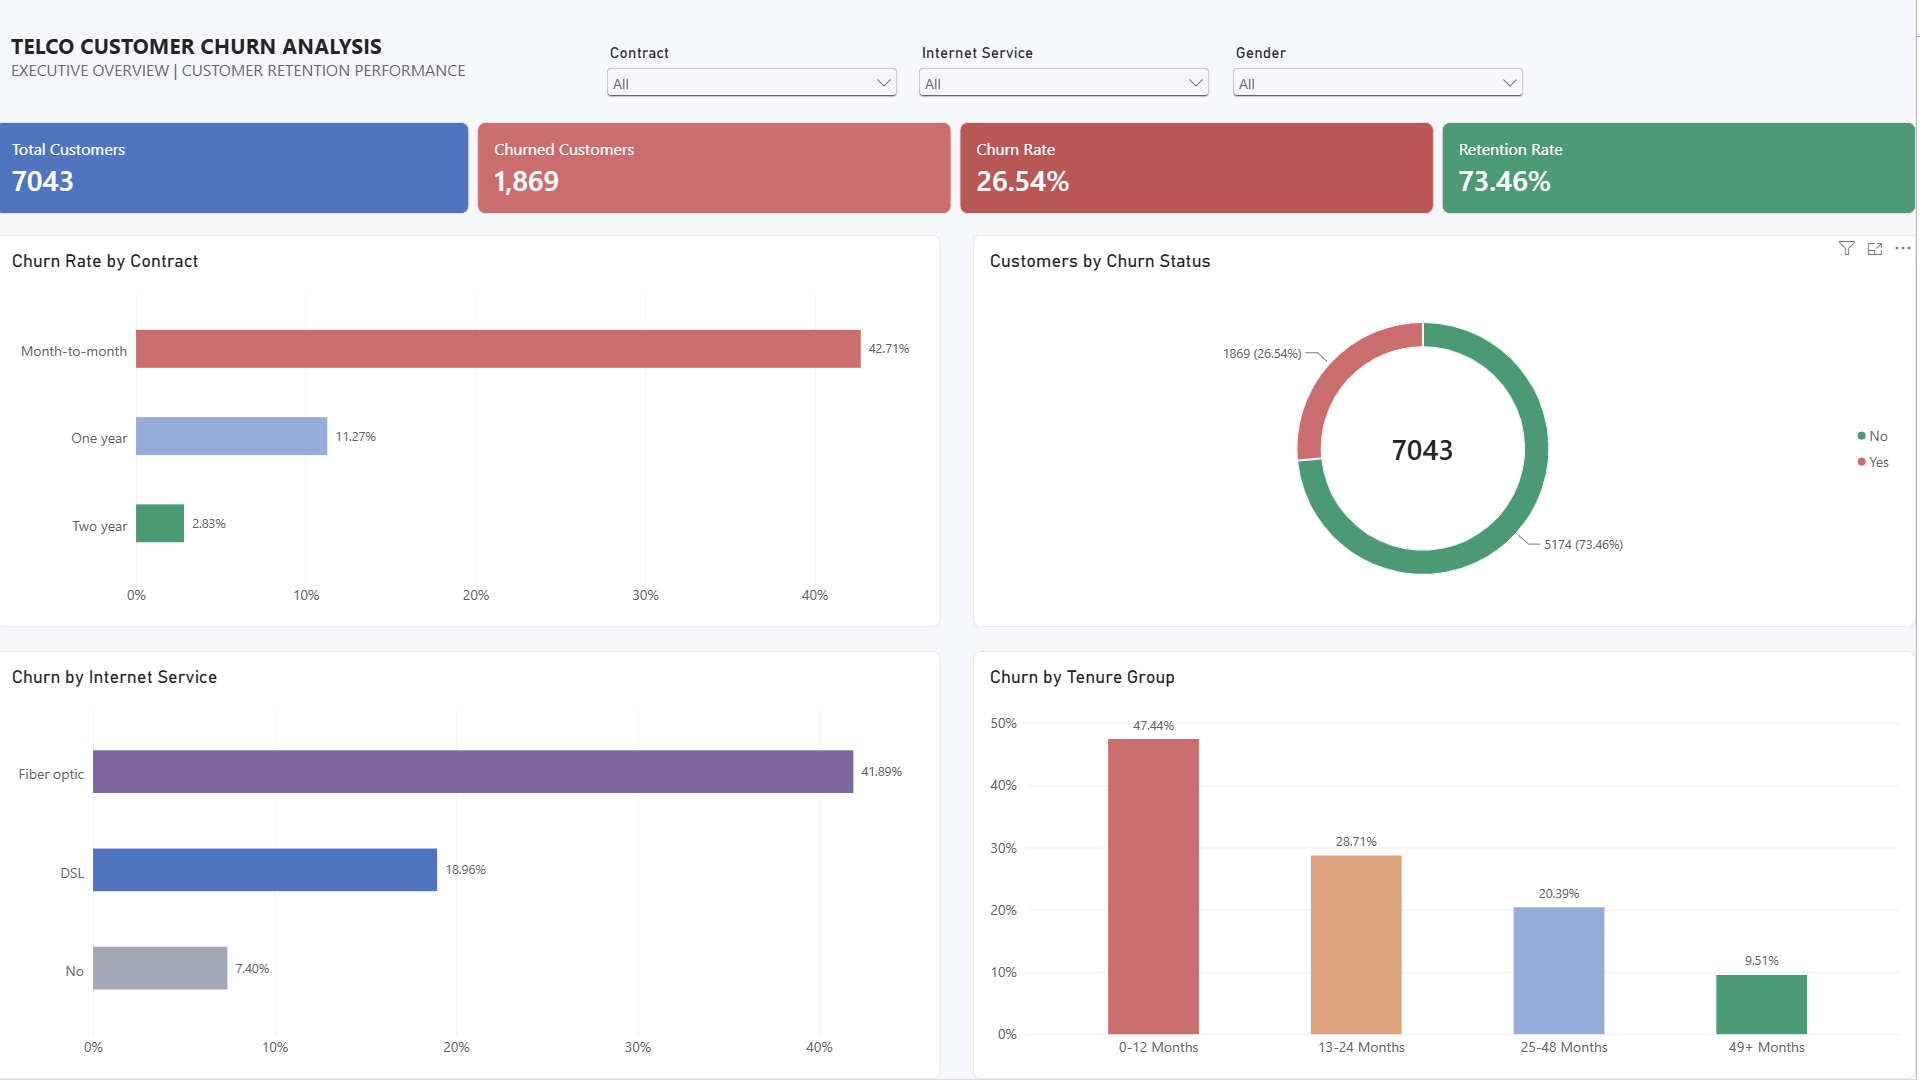 TELCO CUSTOMER CHURN ANALYSIS
EXECUTIVE OVERVIEW | CUSTOMER RETENTION PERFORMANCE
Contract
All
Internet Service
All
Gender
All
Total Customers
7043
Churned Customers
1,869
Churn Rate
26.54%
Retention Rate
73.46%
Churn Rate by Contract
Month-to-month
42.71%
One year
11.27%
Two year
2.83%
0% 10% 20% 30% 40%
Customers by Churn Status
1869 (26.54%)
7043
5174 (73.46%)
No
Yes
Churn by Internet Service
Fiber optic
41.89%
DSL
18.96%
No
7.40%
0% 10% 20% 30% 40%
Churn by Tenure Group
50%
40%
30%
20%
10%
0%
47.44%
28.71%
20.39%
9.51%
0-12 Months 13-24 Months 25-48 Months 49+ Months